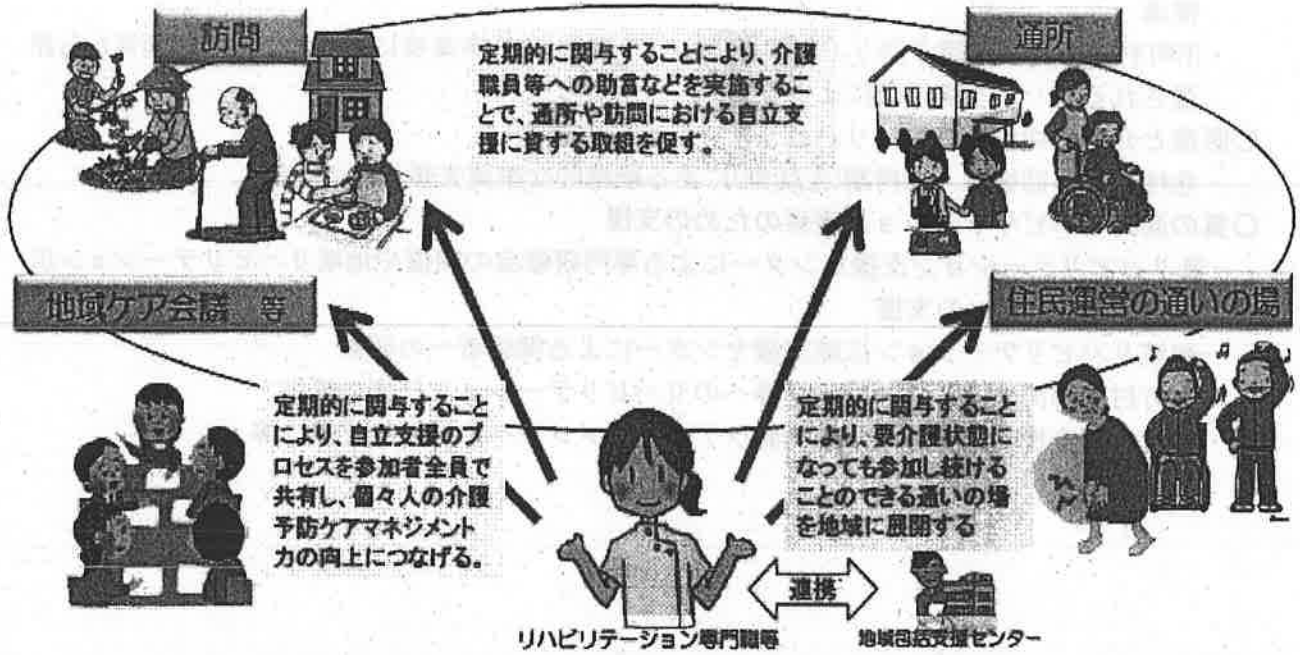 訪問
通所
定期的に関与することにより、介護
職員等への助言などを実施するこ
とで、通所や訪問における自立支
援に資する取組を促す。
地域ケア会議 等
住民運営の通いの場
定期的に関与すること
により、自立支援のプ
ロセスを参加者全員で
共有し、個々人の介護
予防ケアマネジメント
力の向上につなげる。
定期的に関与すること
により、要介護状態に
なっても参加し続ける
ことのできる通いの場
を地域に展開する
連携
リハビリテーション専門職等
地域包括支援センター